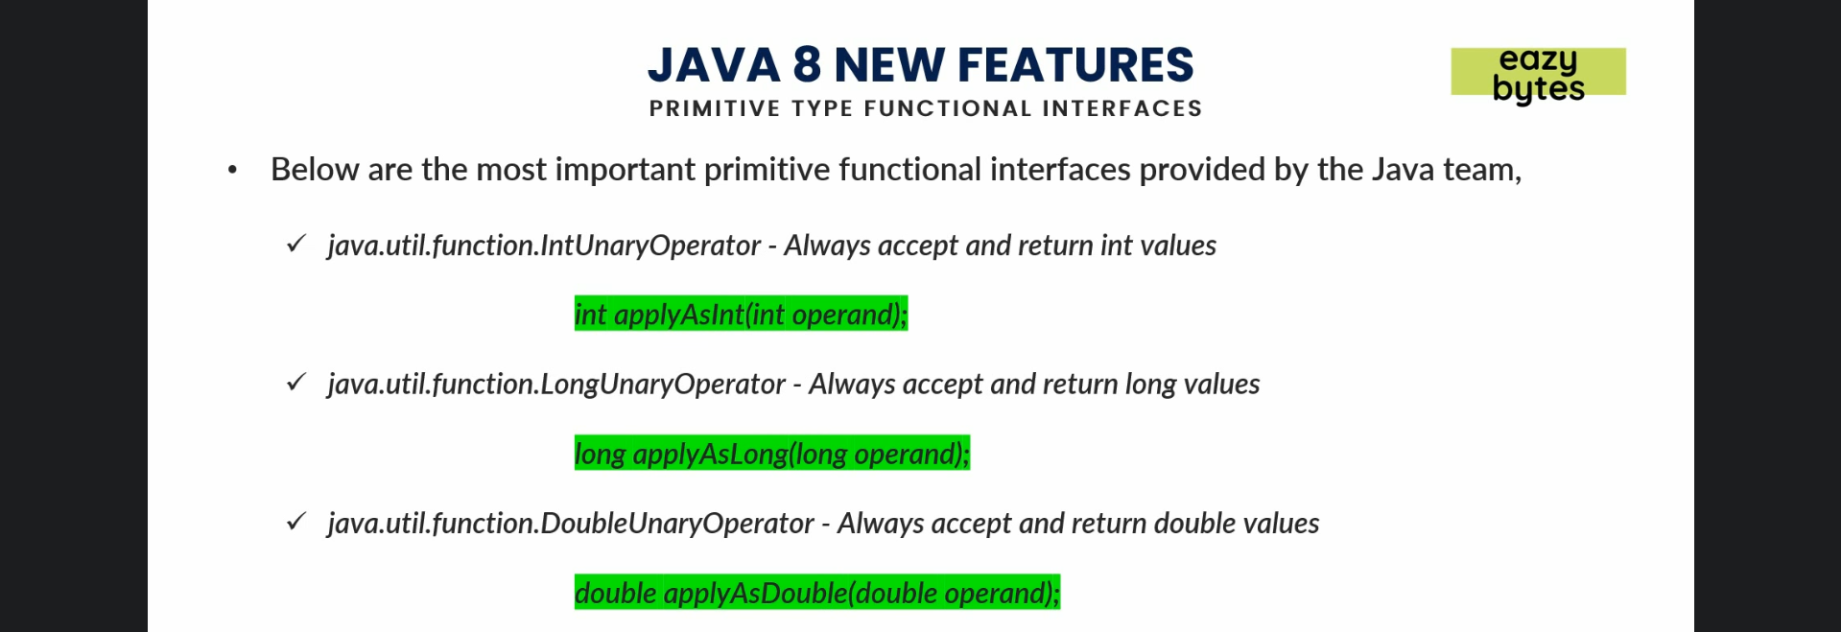 JAVA 8 NEW FEATURES
eazy
bytes
PRIMITIVE TYPE FUNCTIONAL INTERFACES
• Below are the most important primitive functional interfaces provided by the Java team,
✓ java.util.function.IntUnaryOperator - Always accept and return int values
int applyAsInt(int operand);
✓ java.util.function.LongUnaryOperator - Always accept and return long values
long applyAsLong(long operand);
✓ java.util.function.DoubleUnaryOperator - Always accept and return double values
double applyAsDouble(double operand);